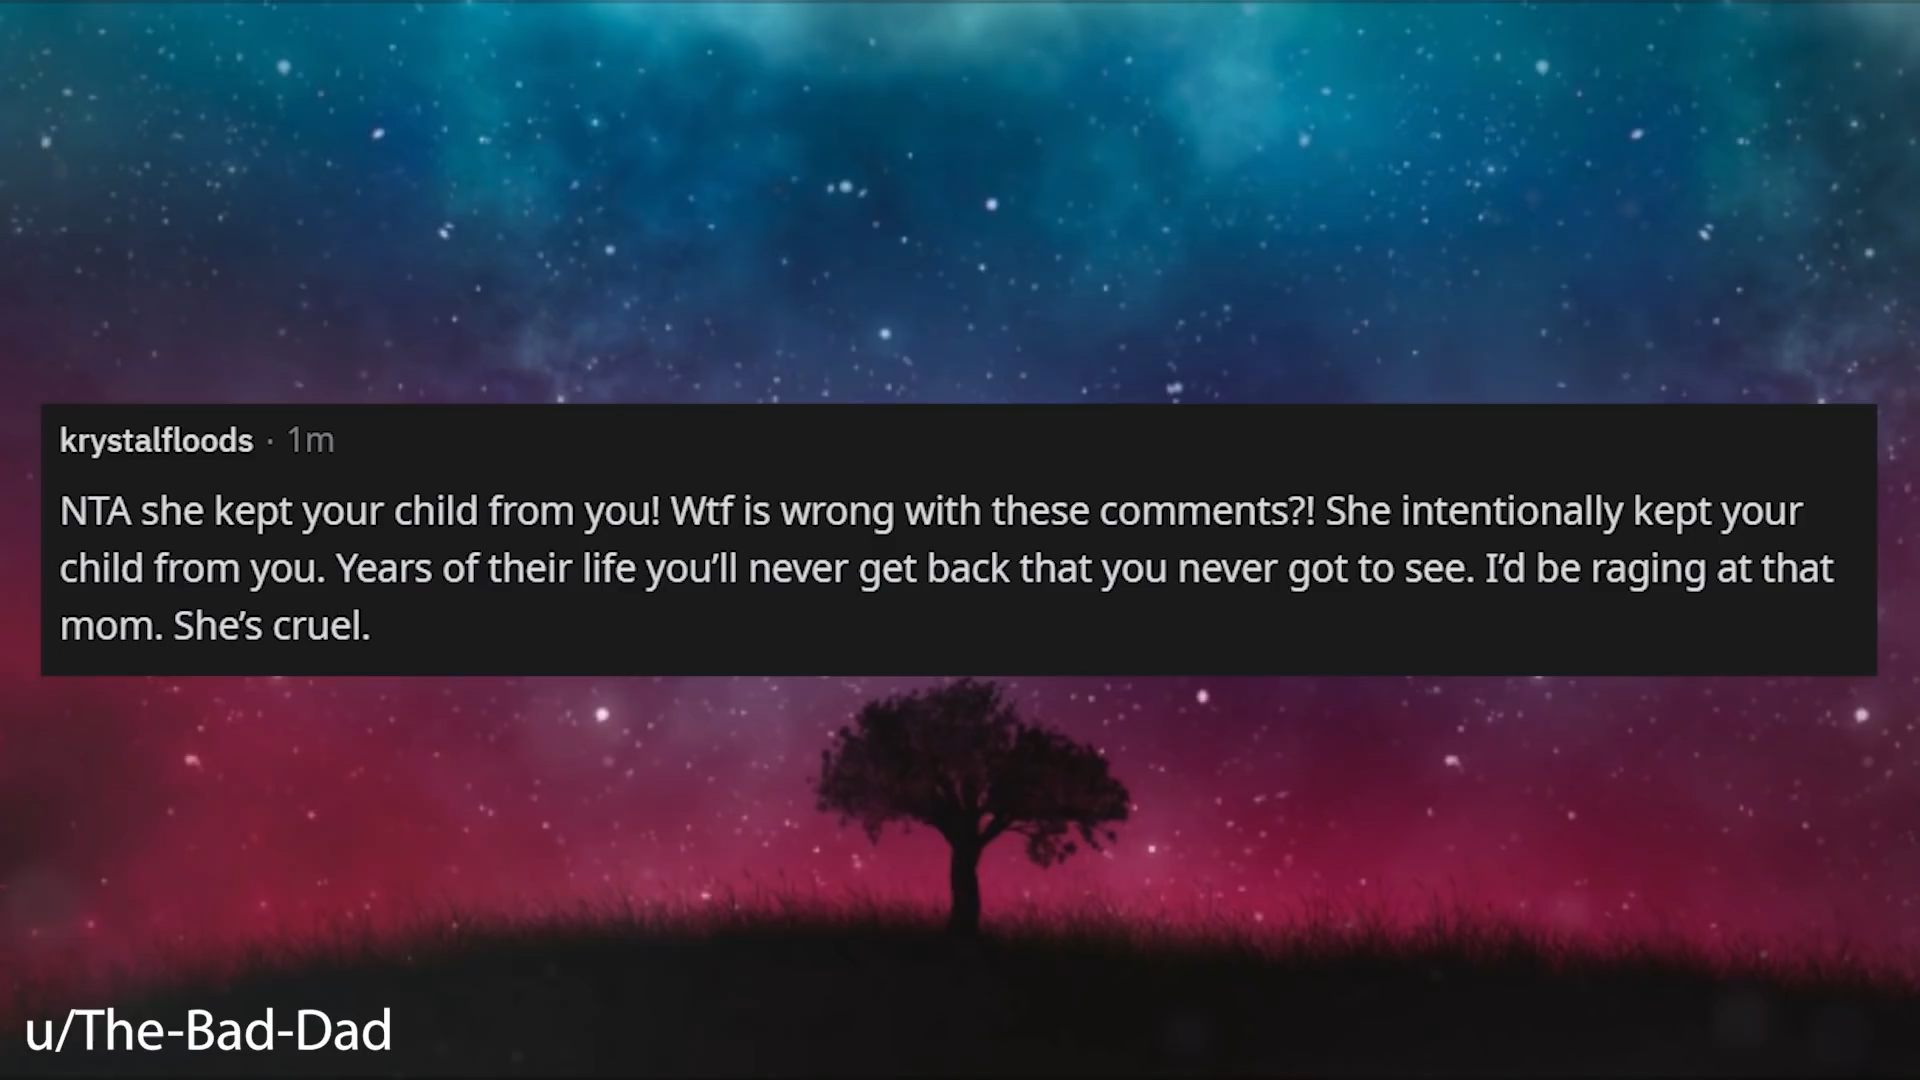 krystalfloods · 1m
NTA she kept your child from you! Wtf is wrong with these comments?! She intentionally kept your
child from you. Years of their life you’ll never get back that you never got to see. I’d be raging at that
mom. She’s cruel.
u/The-Bad-Dad